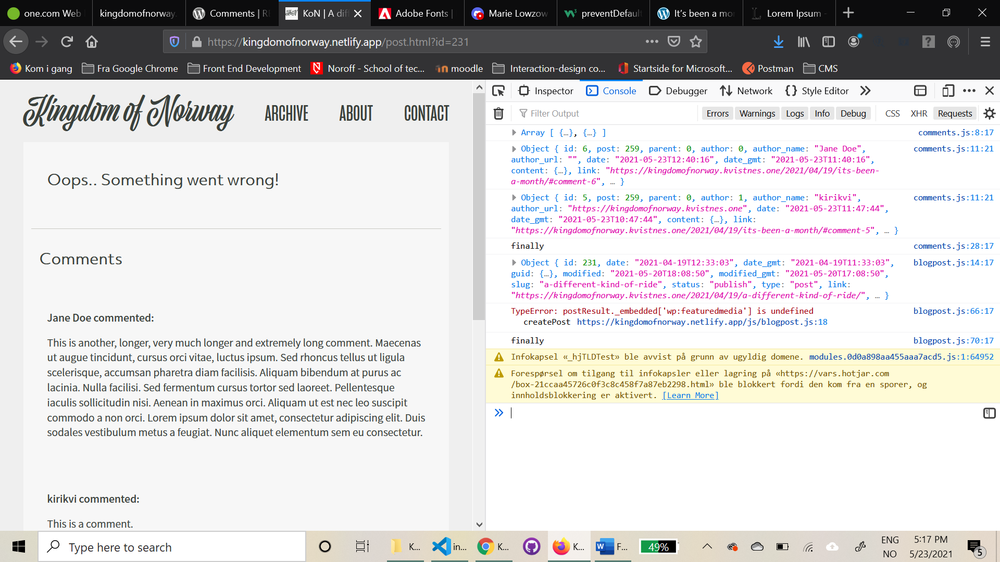 one.com Web
kingdomofnorway.
Comments | R
KoN | A diff
Adobe Fonts |
Marie Lowzow
preventDefault
It's been a mo
Lorem Ipsum -
https://kingdomofnorway.netlify.app/post.html?id=231
Kom i gang
Fra Google Chrome
Front End Development
Noroff - School of tec...
moodle
Interaction-design co...
Startside for Microsoft...
Postman
CMS
Kingdom of Norway
ARCHIVE
ABOUT
CONTACT
Oops.. Something went wrong!
Comments
Jane Doe commented:
This is another, longer, very much longer and extremely long comment. Maecenas
ut augue tincidunt, cursus orci vitae, luctus ipsum. Sed rhoncus tellus ut ligula
scelerisque, accumsan pharetra diam facilisis. Aliquam bibendum at purus ac
lacinia. Nulla facilisi. Sed fermentum cursus tortor sed laoreet. Pellentesque
iaculis sollicitudin nisi. Aenean in maximus orci. Aliquam ut est nec leo suscipit
commodo a non orci. Lorem ipsum dolor sit amet, consectetur adipiscing elit. Duis
sodales vestibulum metus a feugiat. Nunc aliquet elementum sem eu consectetur.
kirikvi commented:
This is a comment.
Inspector
Console
Debugger
Network
Style Editor
Filter Output
Errors
Warnings
Logs
Info
Debug
CSS
XHR
Requests
Array [ {…}, {…} ] comments.js:8:17
Object { id: 6, post: 259, parent: 0, author: 0, author_name: "Jane Doe", comments.js:11:21
author_url: "", date: "2021-05-23T12:40:16", date_gmt: "2021-05-23T11:40:16",
content: {…}, link: "https://kingdomofnorway.kvistnes.one/2021/04/19/its-been-
a-month/#comment-6", … }
Object { id: 5, post: 259, parent: 0, author: 1, author_name: "kirikvi", comments.js:11:21
author_url: "https://kingdomofnorway.kvistnes.one", date: "2021-05-23T11:47:44",
date_gmt: "2021-05-23T10:47:44", content: {…}, link:
"https://kingdomofnorway.kvistnes.one/2021/04/19/its-been-a-month/#comment-5", … }
finally comments.js:28:17
Object { id: 231, date: "2021-04-19T12:33:03", date_gmt: "2021-04-19T11:33:03", blogpost.js:14:17
guid: {…}, modified: "2021-05-20T18:08:50", modified_gmt: "2021-05-20T17:08:50",
slug: "a-different-kind-of-ride", status: "publish", type: "post", link:
"https://kingdomofnorway.kvistnes.one/2021/04/19/a-different-kind-of-ride/", … }
TypeError: postResult._embedded['wp:featuredmedia'] is undefined blogpost.js:66:17
createPost https://kingdomofnorway.netlify.app/js/blogpost.js:18
finally blogpost.js:70:17
Infokapsel «_hjTLDTest» ble avvist på grunn av ugyldig domene. modules.0d0a898aa455aaa7acd5.js:1:64952
Forespørsel om tilgang til infokapsler eller lagring på «https://vars.hotjar.com
/box-21ccaa45726c0f3c8c458f7a87eb2298.html» ble blokkert fordi den kom fra en sporer, og
innholdsblokkering er aktivert. [Learn More]
Type here to search
K...
in...
K...
K...
F...
49%
ENG
NO
5:17 PM
5/23/2021
5